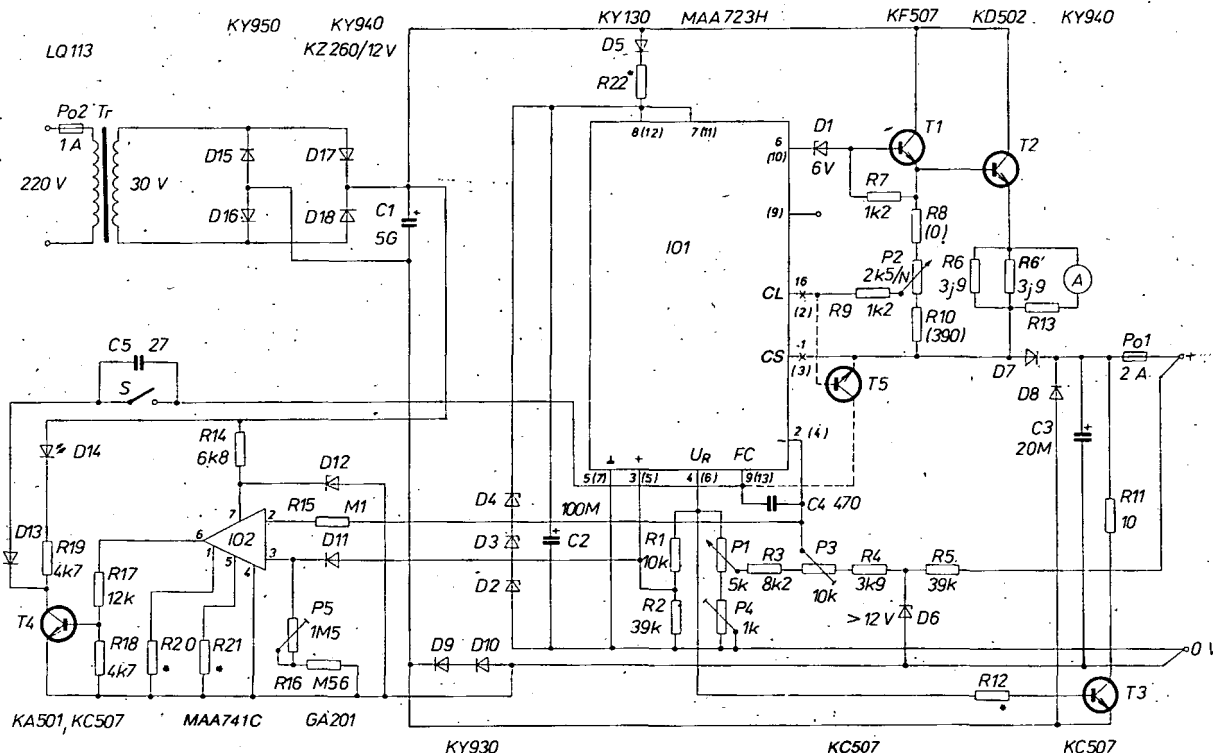 KY950 KY940 KY130 MAA723H KF507 KD502 KY940
LQ113 KZ260/12V
D5
R22*
Po2 Tr
1A
8(12) 7(11)
D15 D17
220 V 30 V
D16 D18
C1 +
5G
6
(10)
D1
6V
T1
T2
R7
1k2
(9)
R8
(0)
IO1
P2
2k5/N
R6
3j9
R6'
3j9
A
CL 16
(2)
R9
1k2
R10
(390)
R13
C5 27
S
CS -1
(3)
T5
D7
Po1
2 A
+
D8
C3
20M
+
2 (4)
−
R14
6k8
D14
D12
⊥ + UR FC
5(7) 3(5) 4 (6) 9(13)
D4
100M
C4 470
R11
10
R15 M1
7 2
6 IO2
1 5 4 3
D11
D13
R19
4k7
R17
12k
D3
+
C2
R1
10k
P1
5k
R3
8k2
P3
10k
R4
3k9
R5
39k
D2
T4
P5
1M5
R2
39k
P4
1k
>12V D6
R18
4k7
R20
*
R21
*
R16 M56
D9 D10
0 V
R12
*
T3
KA501, KC507 MAA741C GA201
KY930 KC507 KC507